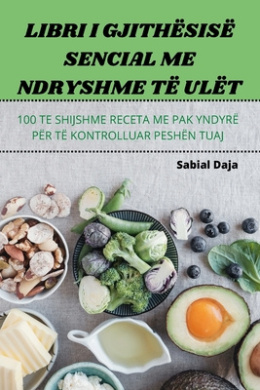 LIBRI I GJITHËSISË
SENCIAL ME
NDRYSHME TË ULËT
100 TE SHIJSHME RECETA ME PAK YNDYRË
PËR TË KONTROLLUAR PESHËN TUAJ
Sabial Daja